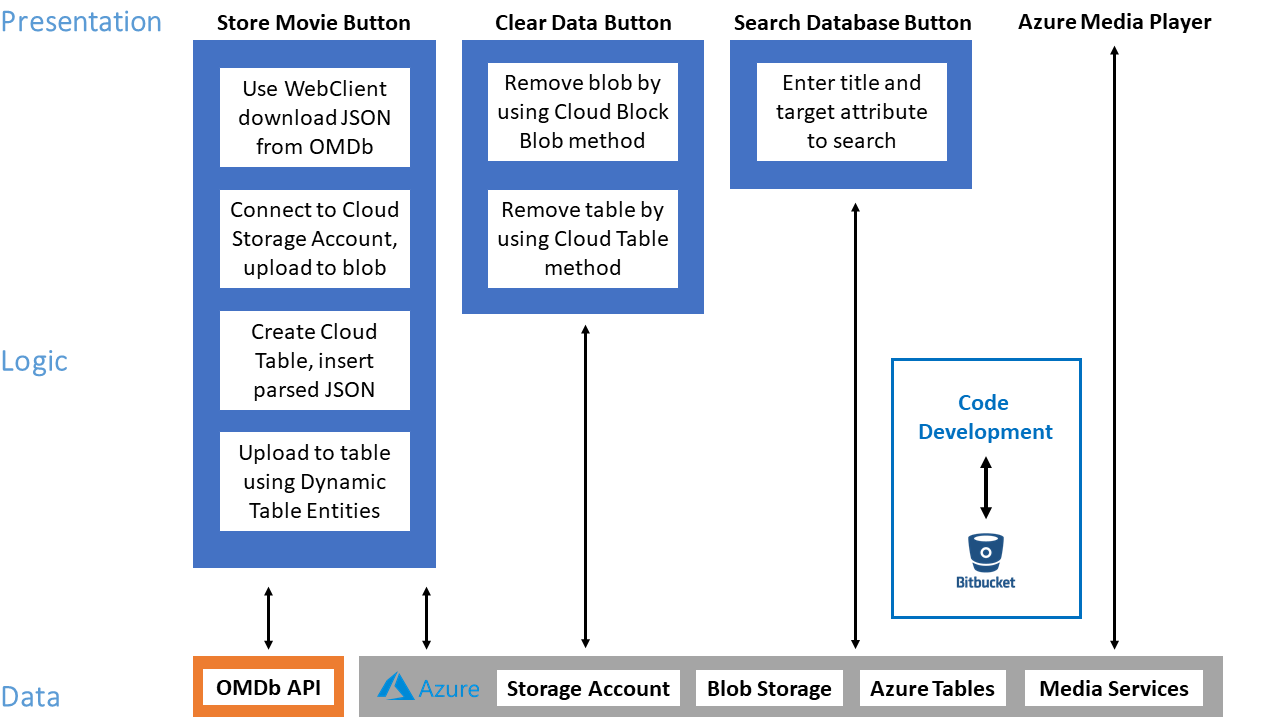 Presentation
Store Movie Button
Clear Data Button
Search Database Button
Azure Media Player
Use WebClient
download JSON
from OMDb
Connect to Cloud
Storage Account,
upload to blob
Create Cloud
Table, insert
parsed JSON
Upload to table
using Dynamic
Table Entities
Remove blob by
using Cloud Block
Blob method
Remove table by
using Cloud Table
method
Enter title and
target attribute
to search
Logic
Code
Development
Bitbucket
Data
OMDb API
Azure
Storage Account
Blob Storage
Azure Tables
Media Services